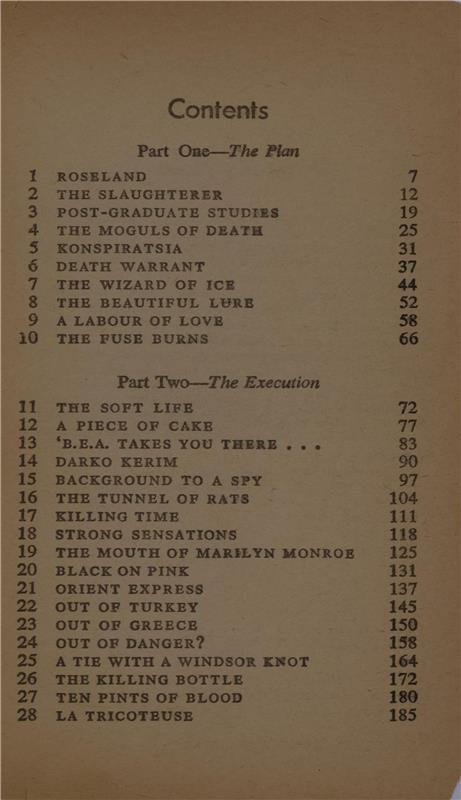 Contents
Part One—The Plan
1 ROSELAND 7
2 THE SLAUGHTERER 12
3 POST-GRADUATE STUDIES 19
4 THE MOGULS OF DEATH 25
5 KONSPIRATSIA 31
6 DEATH WARRANT 37
7 THE WIZARD OF ICE 44
8 THE BEAUTIFUL LURE 52
9 A LABOUR OF LOVE 58
10 THE FUSE BURNS 66
Part Two—The Execution
11 THE SOFT LIFE 72
12 A PIECE OF CAKE 77
13 ‘B.E.A. TAKES YOU THERE . . . 83
14 DARKO KERIM 90
15 BACKGROUND TO A SPY 97
16 THE TUNNEL OF RATS 104
17 KILLING TIME 111
18 STRONG SENSATIONS 118
19 THE MOUTH OF MARILYN MONROE 125
20 BLACK ON PINK 131
21 ORIENT EXPRESS 137
22 OUT OF TURKEY 145
23 OUT OF GREECE 150
24 OUT OF DANGER? 158
25 A TIE WITH A WINDSOR KNOT 164
26 THE KILLING BOTTLE 172
27 TEN PINTS OF BLOOD 180
28 LA TRICOTEUSE 185